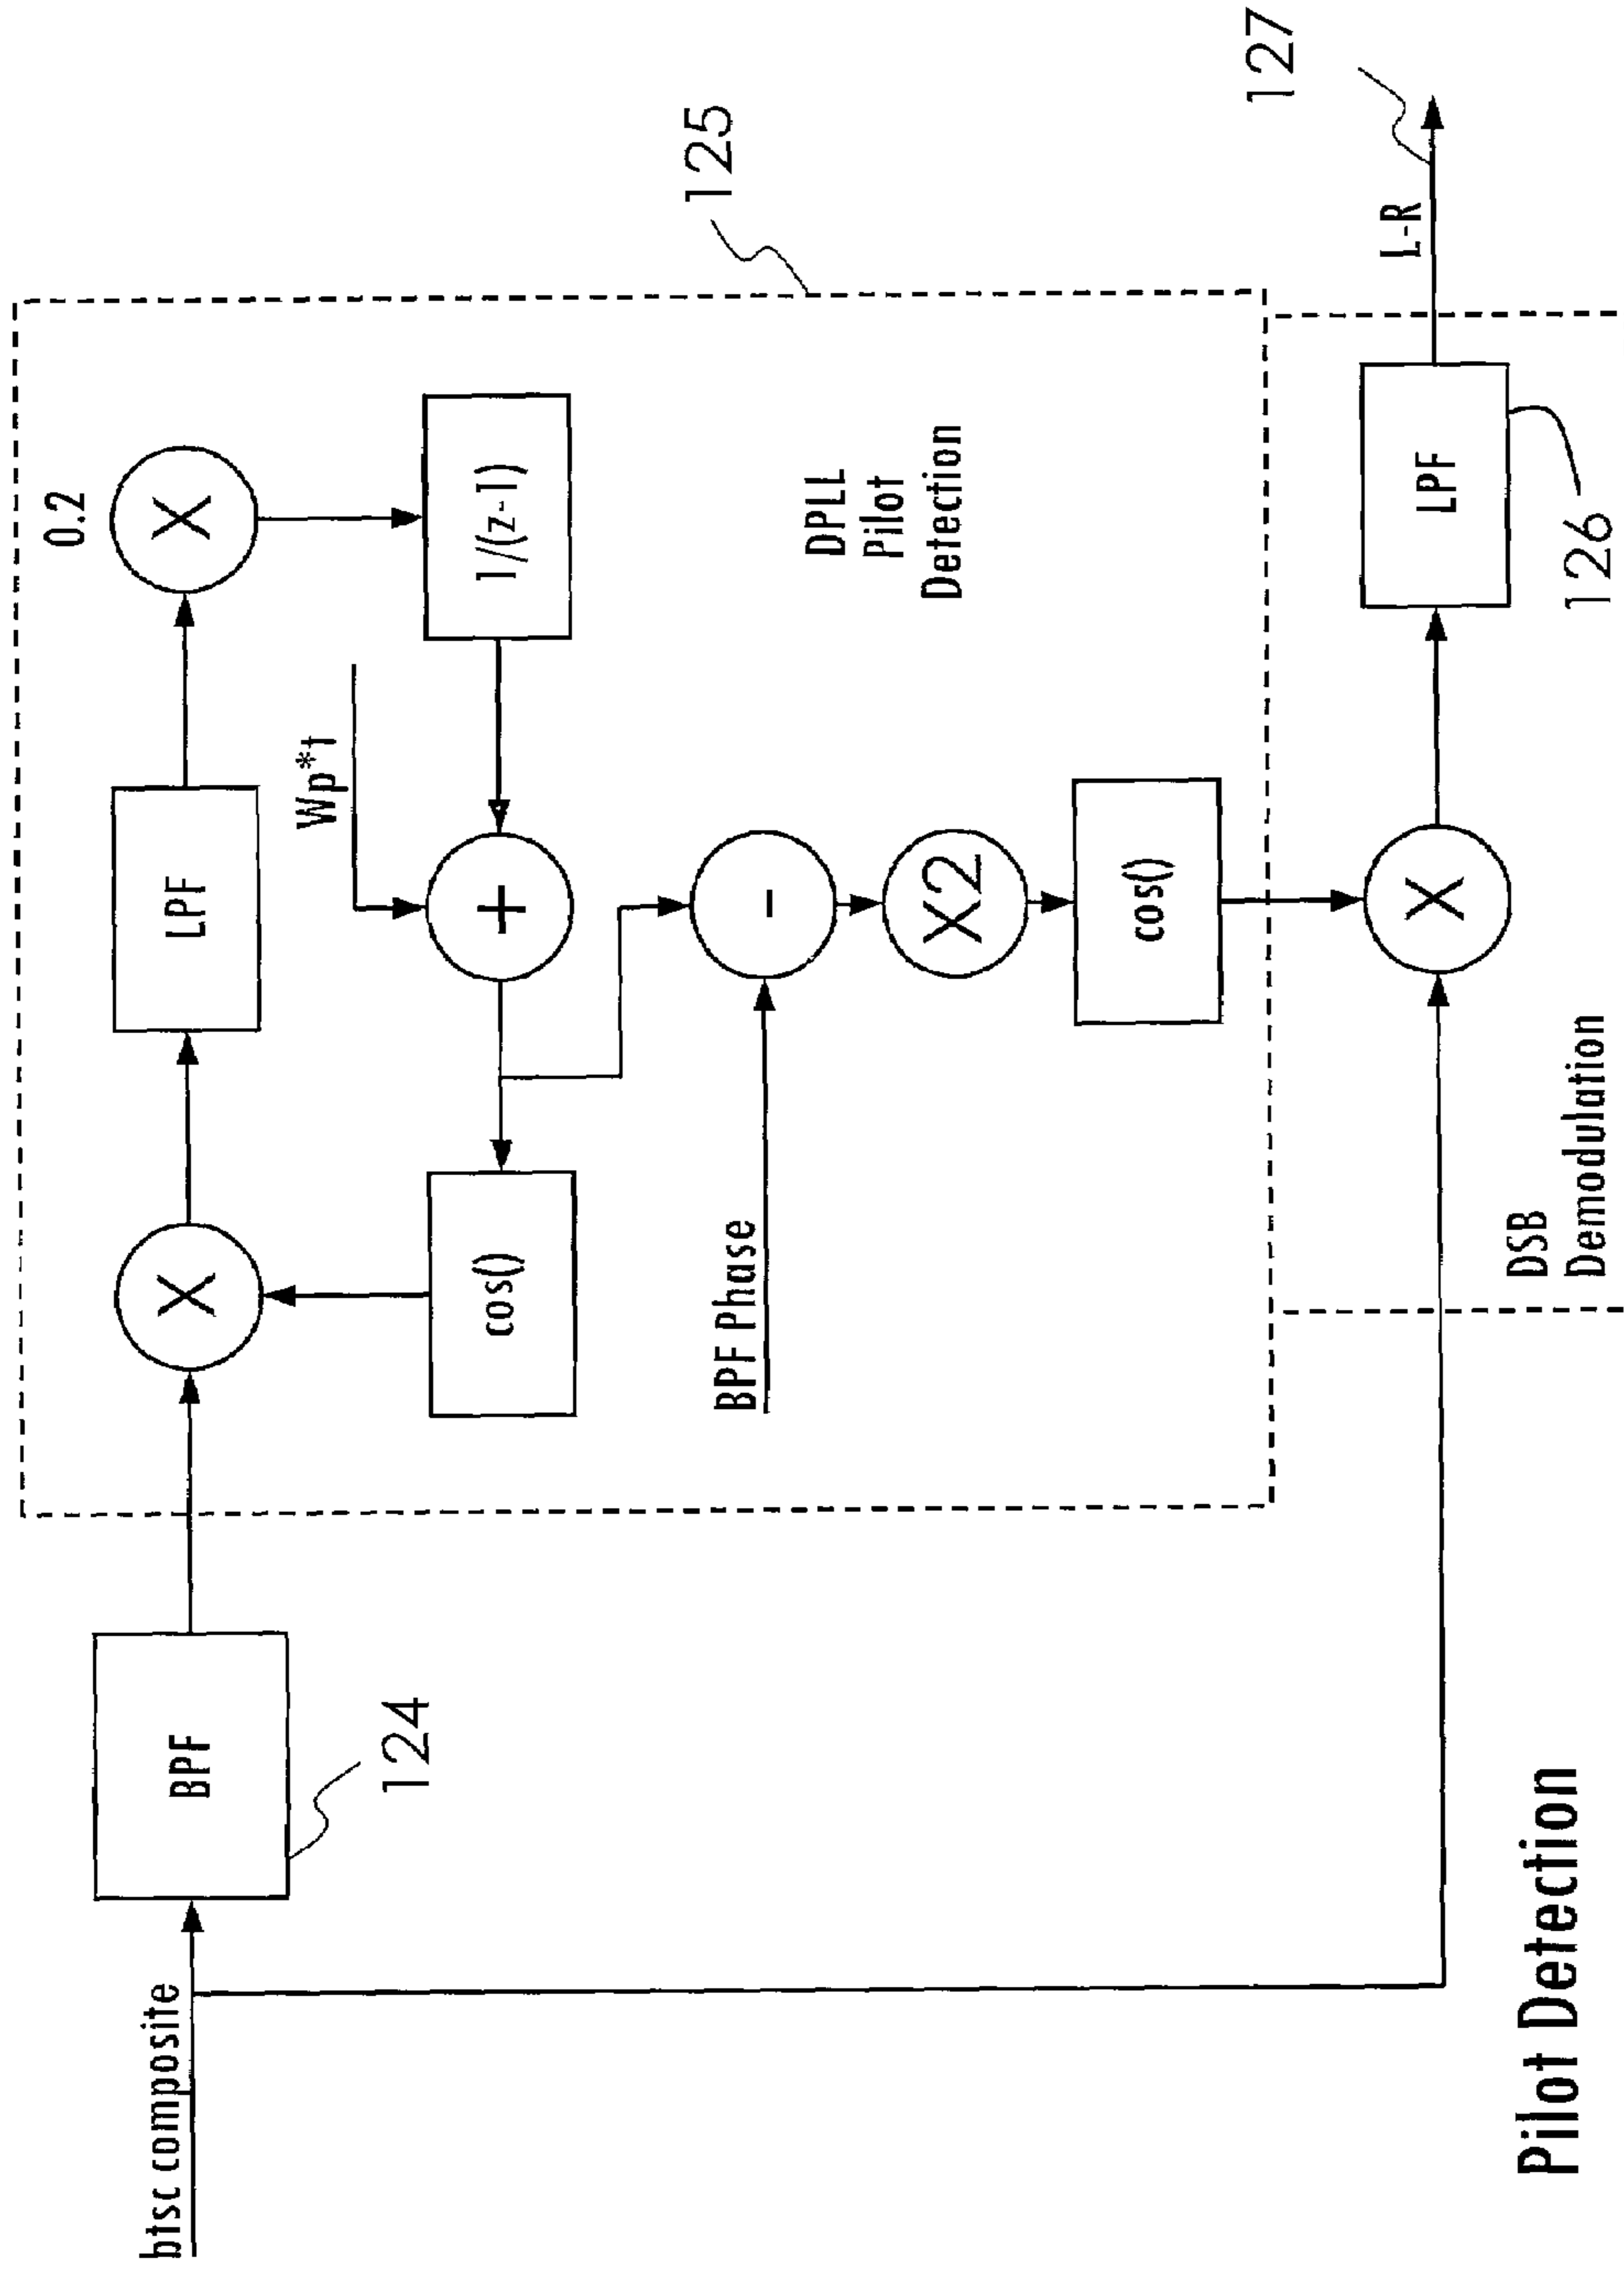 btsc composite
BPF
124
X
LPF
X
0.2
1/(z-1)
Wp*t
+
cos()
BPF Phase
-
X2
cos()
DPLL
Pilot
Detection
125
DSB
Demodulation
X
LPF
126
L-R
127
Pilot Detection